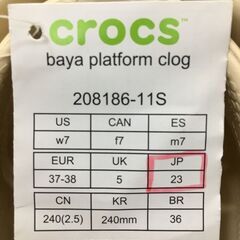 crocs
baya platform clog
208186-11S
US CAN ES
w7 f7 m7
EUR UK JP
37-38 5 23
CN KR BR
240(2.5) 240mm 36